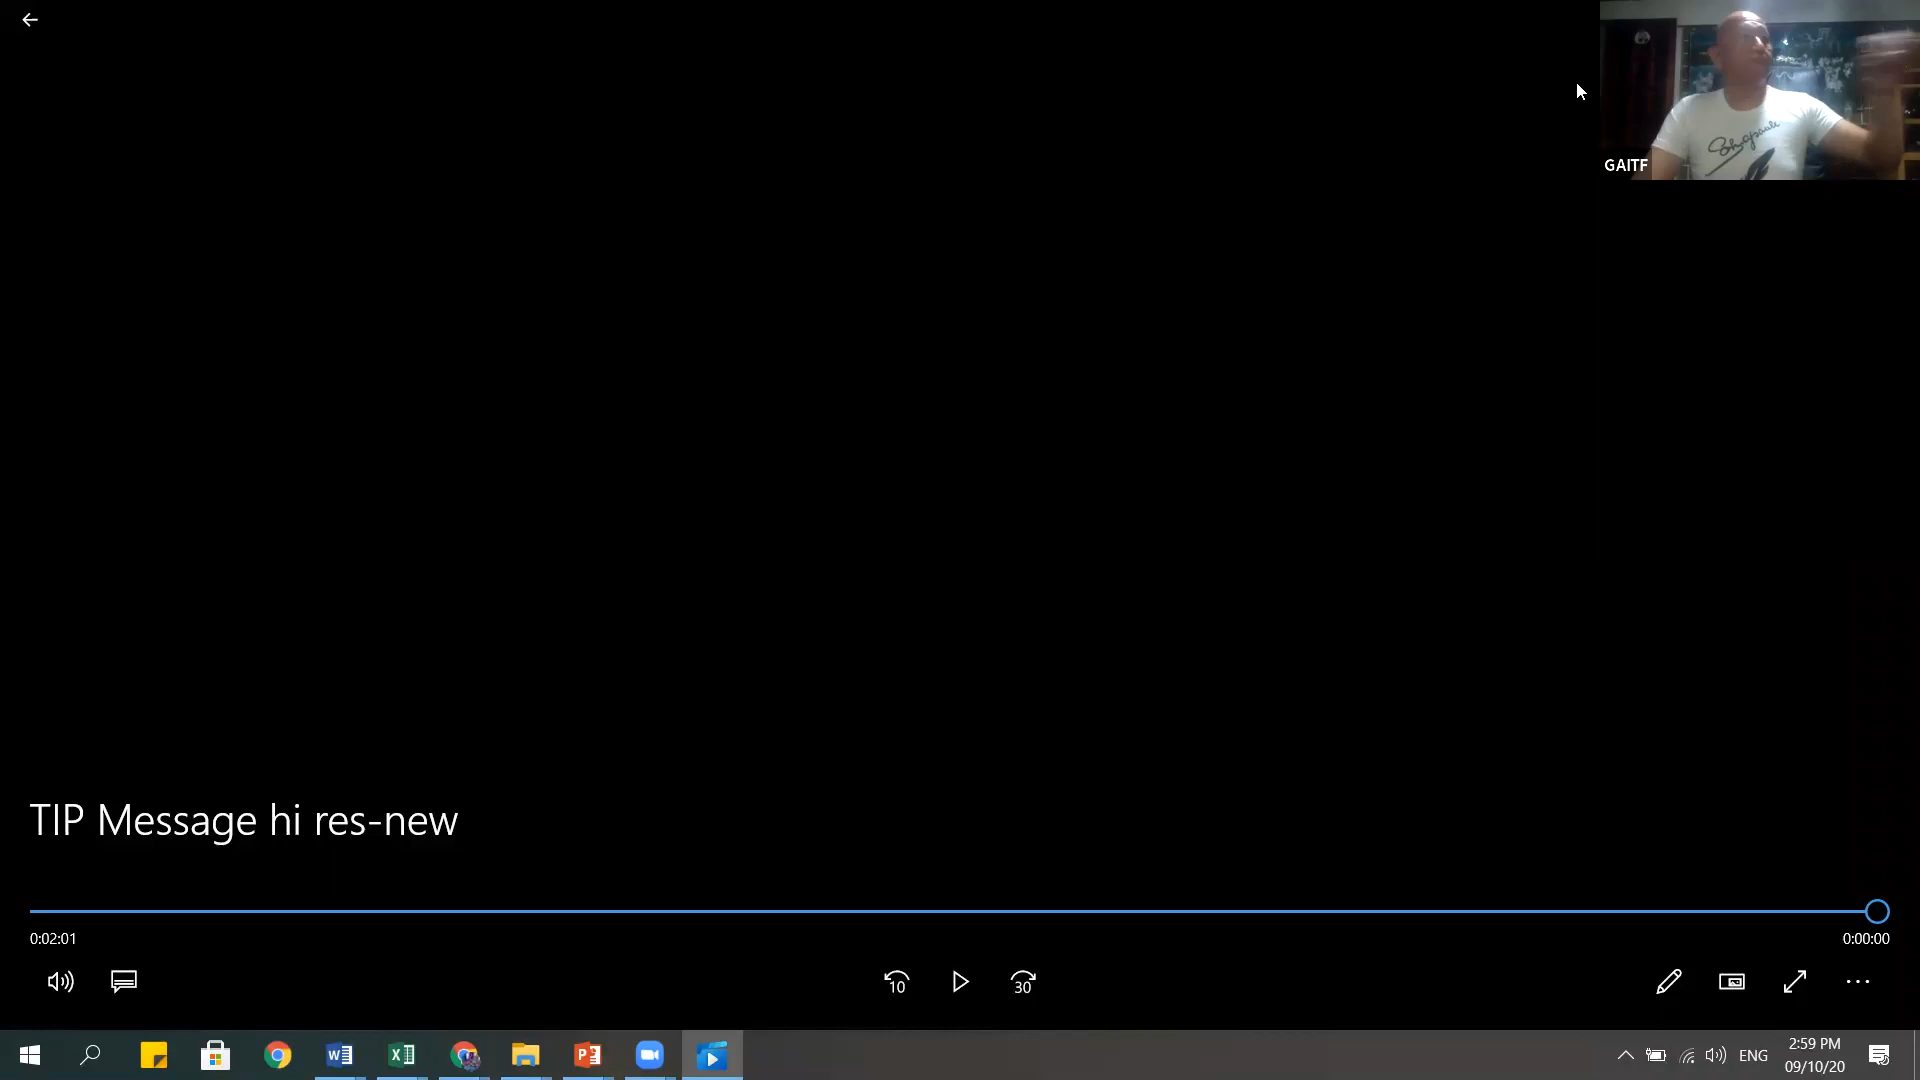 GAITF
TIP Message hi res-new
0:02:01
0:00:00
10
30
ENG
2:59 PM
09/10/20